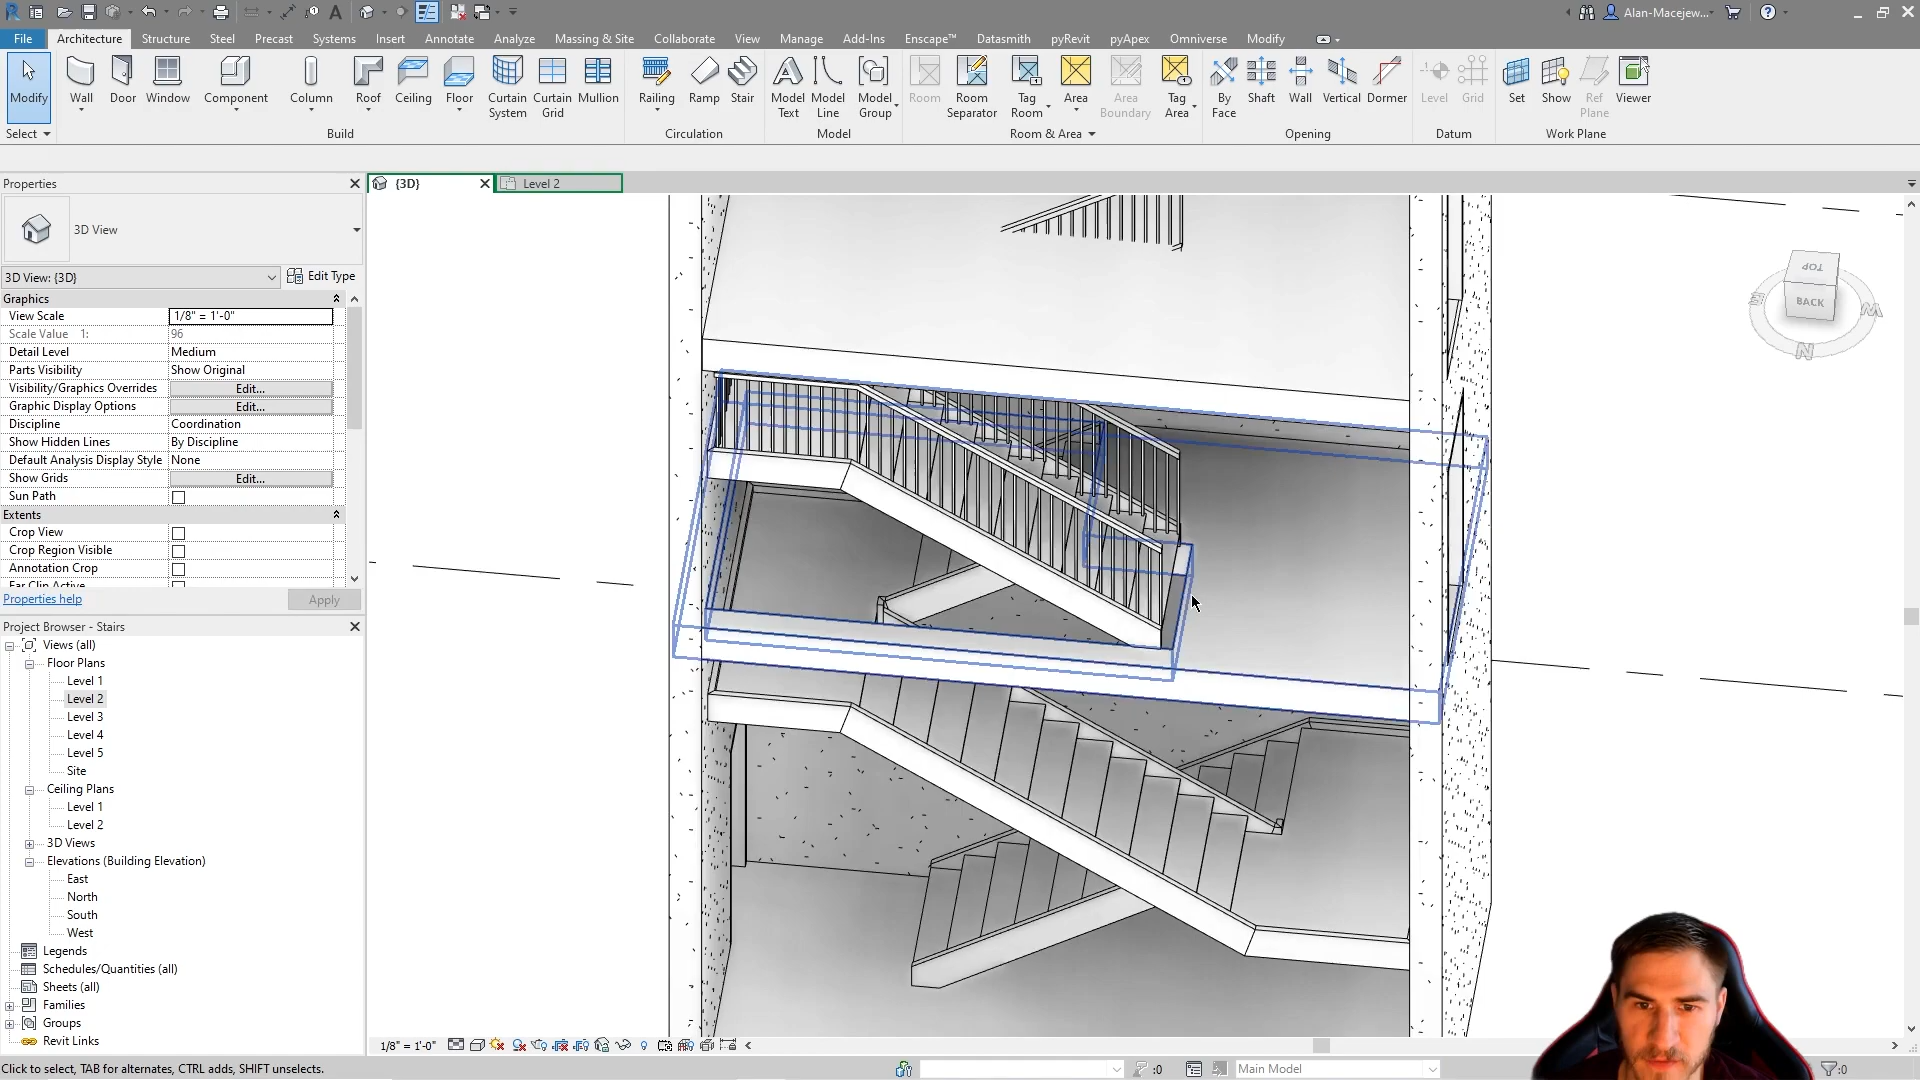 Alan-Macejew...
File
Architecture
Structure
Steel
Precast
Systems
Insert
Annotate
Analyze
Massing & Site
Collaborate
View
Manage
Add-Ins
Enscape™
Datasmith
pyRevit
pyApex
Omniverse
Modify
Modify
Wall
Door
Window
Component
Column
Roof
Ceiling
Floor
Curtain System
Curtain Grid
Mullion
Railing
Ramp
Stair
Model Text
Model Line
Model Group
Room
Room Separator
Tag Room
Area
Area Boundary
Tag Area
By Face
Shaft
Wall
Vertical
Dormer
Level
Grid
Set
Show
Ref Plane
Viewer
Select
Build
Circulation
Model
Room & Area
Opening
Datum
Work Plane
Properties
{3D}
Level 2
3D View
3D View: {3D}
Edit Type
Graphics
View Scale 1/8" = 1'-0"
Scale Value 1: 96
Detail Level Medium
Parts Visibility Show Original
Visibility/Graphics Overrides Edit...
Graphic Display Options Edit...
Discipline Coordination
Show Hidden Lines By Discipline
Default Analysis Display Style None
Show Grids Edit...
Sun Path
Extents
Crop View
Crop Region Visible
Annotation Crop
Far Clip Active
Properties help
Apply
Project Browser - Stairs
Views (all)
Floor Plans
Level 1
Level 2
Level 3
Level 4
Level 5
Site
Ceiling Plans
Level 1
Level 2
3D Views
Elevations (Building Elevation)
East
North
South
West
Legends
Schedules/Quantities (all)
Sheets (all)
Families
Groups
Revit Links
TOP
BACK
E
W
N
1/8" = 1'-0"
Click to select, TAB for alternates, CTRL adds, SHIFT unselects.
:0
Main Model
:0